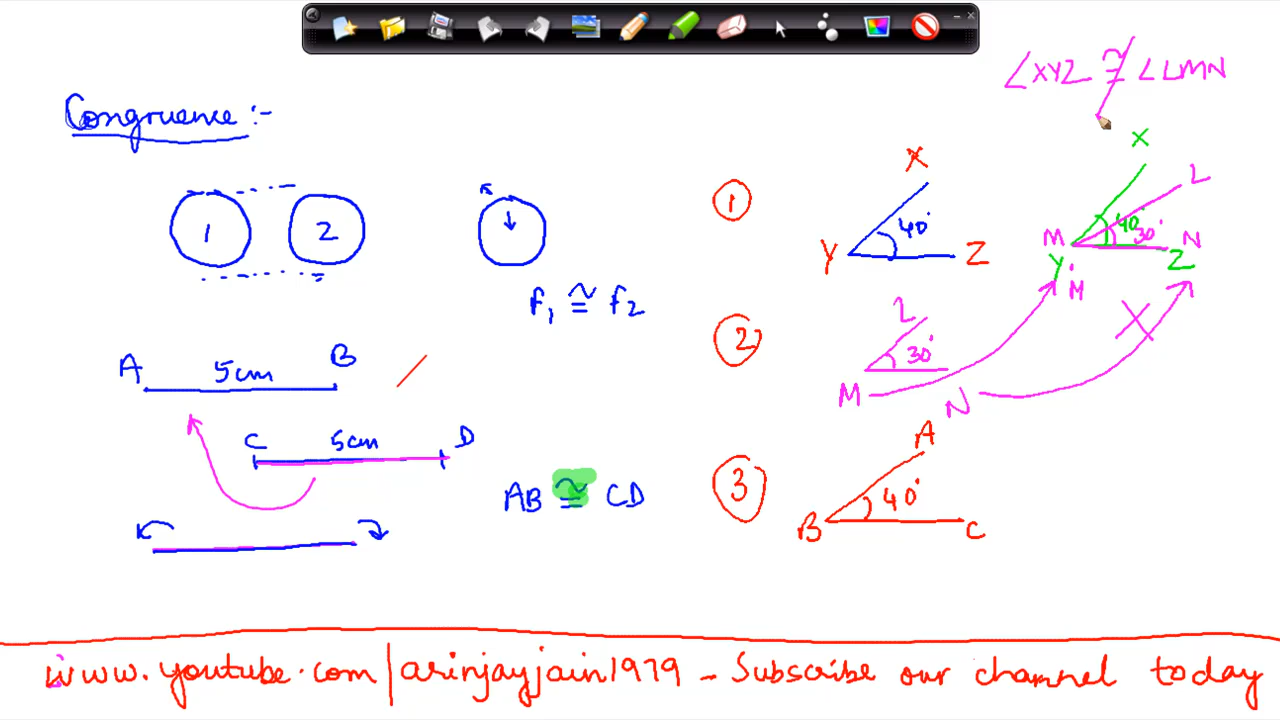 ∠XYZ ≇ ∠LMN
Congruence :-
1 2
F₁ ≅ F₂
A 5cm B
C 5cm D
AB ≅ CD
1 X Y 40° Z
X L M 40° 30° N Y M Z
2 L 30° M N
3 A B 40° C
www.youtube.com/arinjayjain1979 - Subscribe our channel today